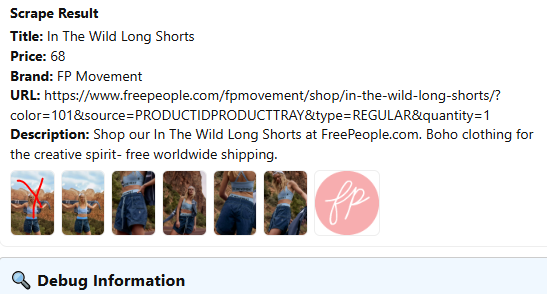 Scrape Result
Title: In The Wild Long Shorts
Price: 68
Brand: FP Movement
URL: https://www.freepeople.com/fpmovement/shop/in-the-wild-long-shorts/?
color=101&source=PRODUCTIDPRODUCTTRAY&type=REGULAR&quantity=1
Description: Shop our In The Wild Long Shorts at FreePeople.com. Boho clothing for
the creative spirit- free worldwide shipping.
fp
🔍 Debug Information